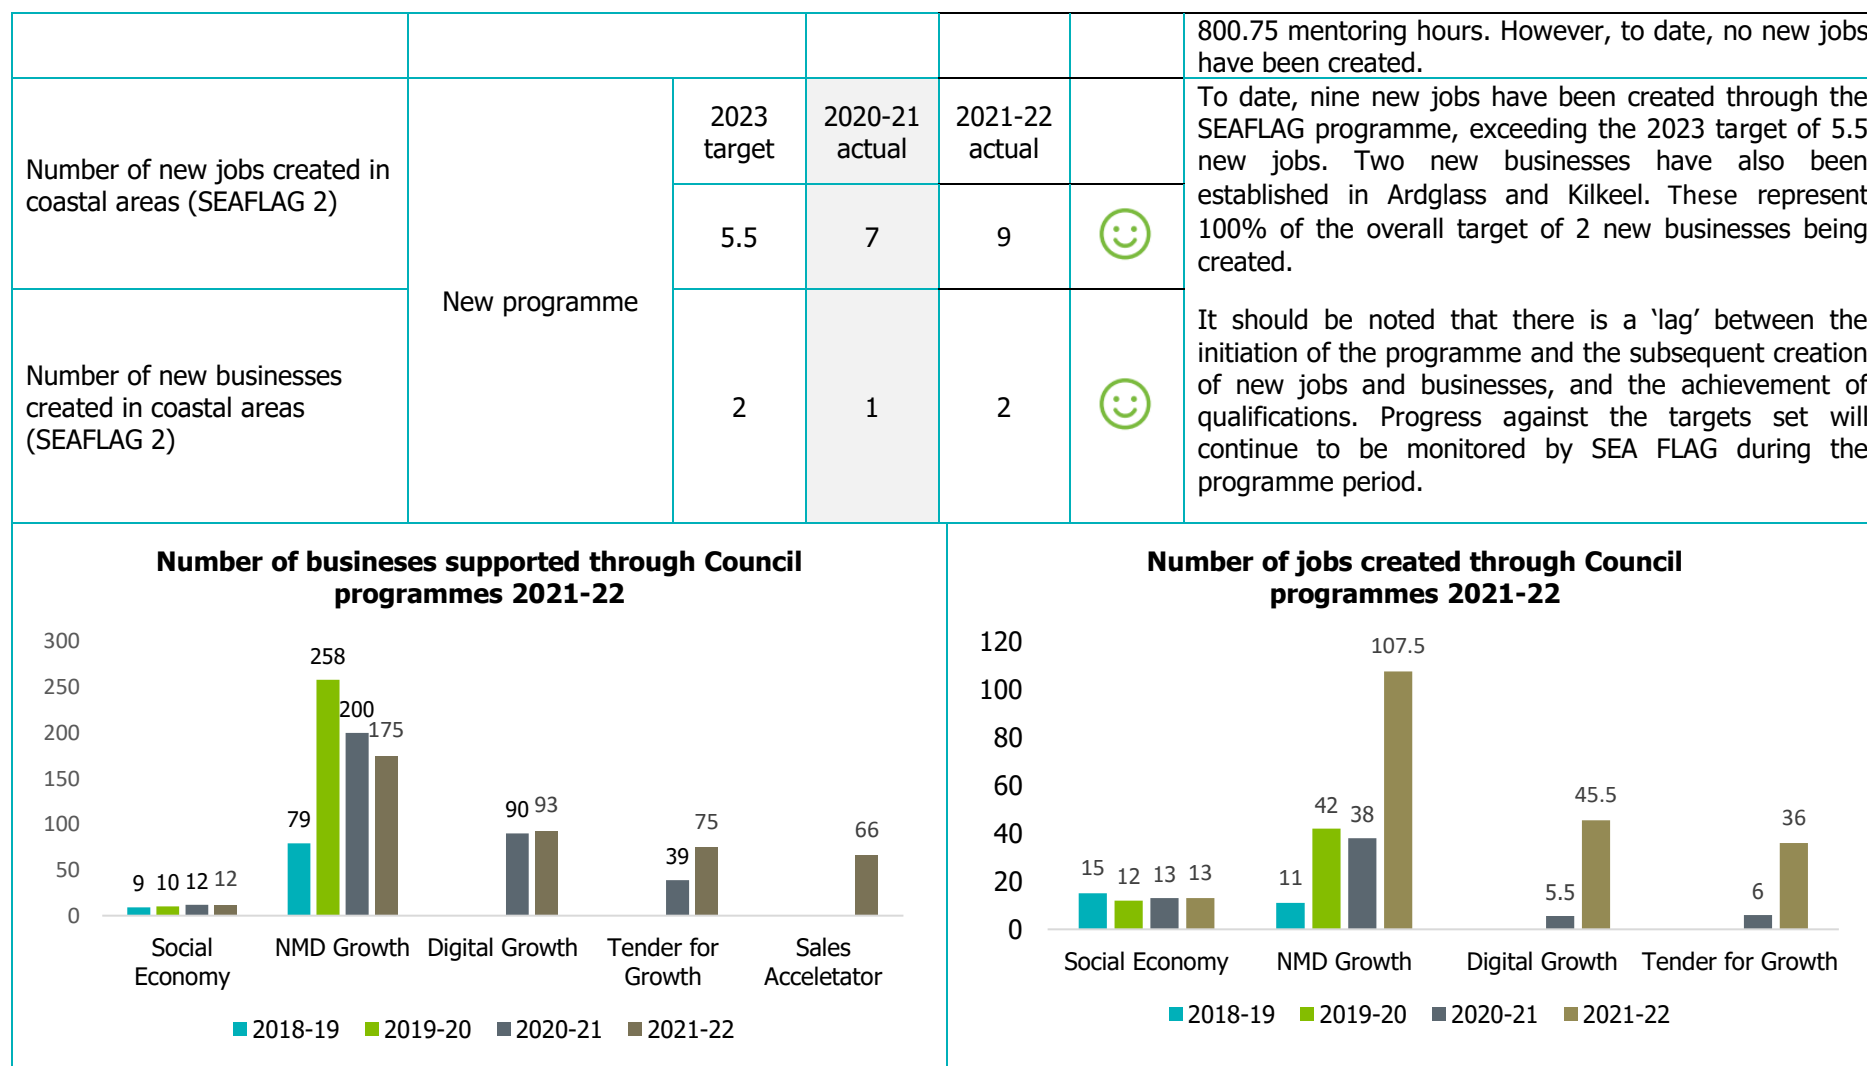 800.75 mentoring hours. However, to date, no new jobs
have been created.
Number of new jobs created in
coastal areas (SEAFLAG 2)
New programme
2023
target
2020-21
actual
2021-22
actual
5.5
7
9
To date, nine new jobs have been created through the
SEAFLAG programme, exceeding the 2023 target of 5.5
new jobs. Two new businesses have also been
established in Ardglass and Kilkeel. These represent
100% of the overall target of 2 new businesses being
created.
It should be noted that there is a ‘lag’ between the
initiation of the programme and the subsequent creation
of new jobs and businesses, and the achievement of
qualifications. Progress against the targets set will
continue to be monitored by SEA FLAG during the
programme period.
Number of new businesses
created in coastal areas
(SEAFLAG 2)
2
1
2
Number of busineses supported through Council
programmes 2021-22
300
250
200
150
100
50
0
9
10
12
12
79
258
200
175
90
93
39
75
66
Social
Economy
NMD Growth
Digital Growth
Tender for
Growth
Sales
Acceletator
2018-19
2019-20
2020-21
2021-22
Number of jobs created through Council
programmes 2021-22
120
100
80
60
40
20
0
15
12
13
13
11
42
38
107.5
5.5
45.5
6
36
Social Economy
NMD Growth
Digital Growth
Tender for Growth
2018-19
2019-20
2020-21
2021-22